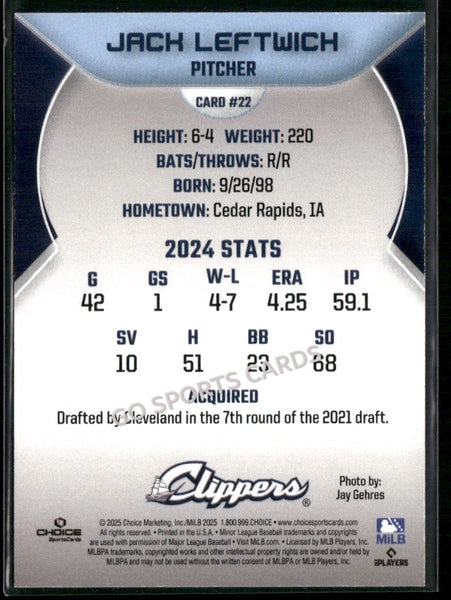 JACK LEFTWICH
PITCHER
CARD #22
HEIGHT: 6-4 WEIGHT: 220
BATS/THROWS: R/R
BORN: 9/26/98
HOMETOWN: Cedar Rapids, IA
2024 STATS
G GS W-L ERA IP
42 1 4-7 4.25 59.1
SV H BB SO
10 51 23 68
GO SPORTS CARDS
ACQUIRED
Drafted by Cleveland in the 7th round of the 2021 draft.
Clippers®
Photo by:
Jay Gehres
CHOICE
SportsCards
© 2025 Choice Marketing, Inc./MiLB 2025 1.800.999.CHOICE • www.choicesportscards.com
All rights reserved. • Printed in the U.S.A. • Minor League Baseball trademarks and copyrights
are used with permission of Major League Baseball • Visit MiLB.com. • Licensed by MLB Players, Inc.
MLBPA trademarks, copyrighted works and other intellectual property rights are owned and/or held by
MLBPA and may not be used without the written consent of MLBPA or MLB Players, Inc.
MiLB
PLAYERS